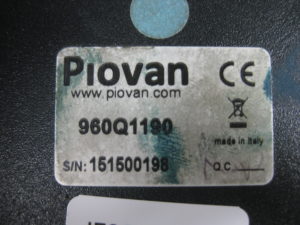 Piovan CE
www.piovan.com
960Q1190
made in Italy
S/N: 151500198 Q.C.